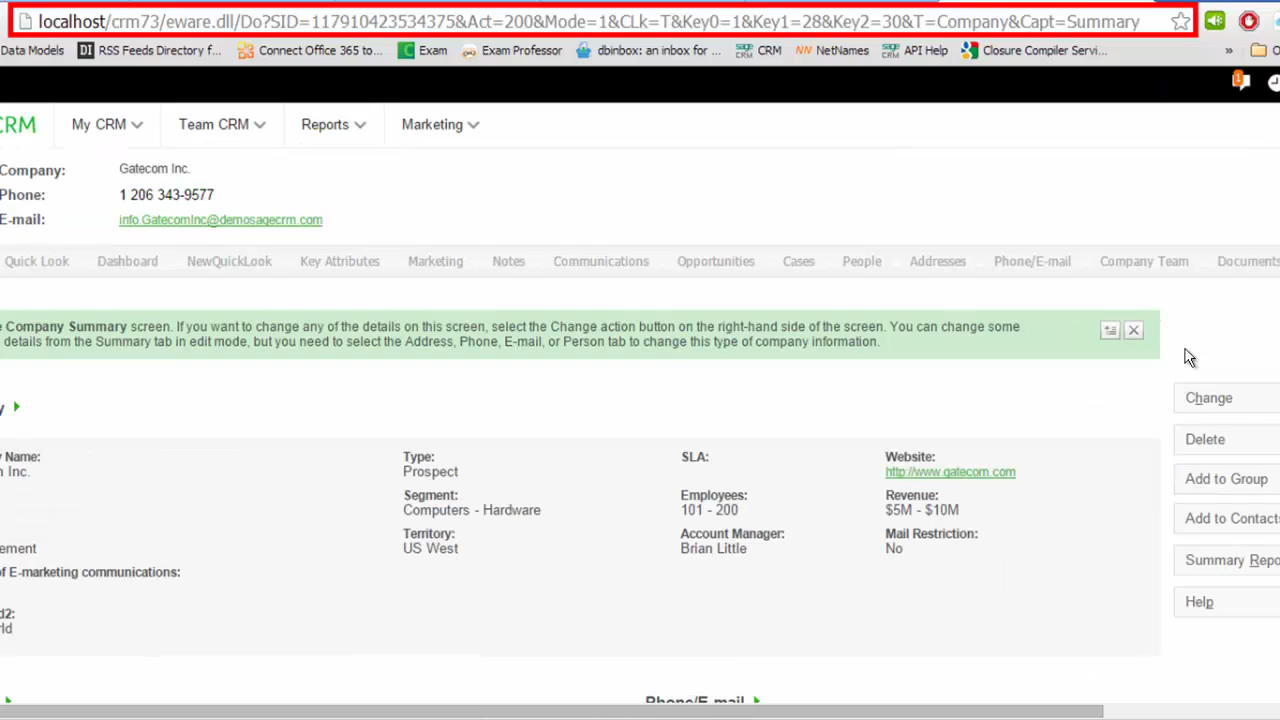 localhost/crm73/eware.dll/Do?SID=117910423534375&Act=200&Mode=1&CLk=T&Key0=1&Key1=28&Key2=30&T=Company&Capt=Summary
Data Models RSS Feeds Directory f... Connect Office 365 to... Exam Exam Professor dbinbox: an inbox for ... CRM NetNames API Help Closure Compiler Servi... »
1
CRM My CRM Team CRM Reports Marketing
Company: Gatecom Inc.
Phone: 1 206 343-9577
E-mail: info.GatecomInc@demosagecrm.com
Quick Look Dashboard NewQuickLook Key Attributes Marketing Notes Communications Opportunities Cases People Addresses Phone/E-mail Company Team Documents
Company Summary screen. If you want to change any of the details on this screen, select the Change action button on the right-hand side of the screen. You can change some
details from the Summary tab in edit mode, but you need to select the Address, Phone, E-mail, or Person tab to change this type of company information.
Change
y
Delete
y Name: Type: SLA: Website:
Inc. Prospect http://www.gatecom.com
Add to Group
Segment: Employees: Revenue:
Computers - Hardware 101 - 200 $5M - $10M
Add to Contact
Territory: Account Manager: Mail Restriction:
ement US West Brian Little No
Summary Repo
of E-marketing communications:
Help
d2:
rld
Phone/E-mail